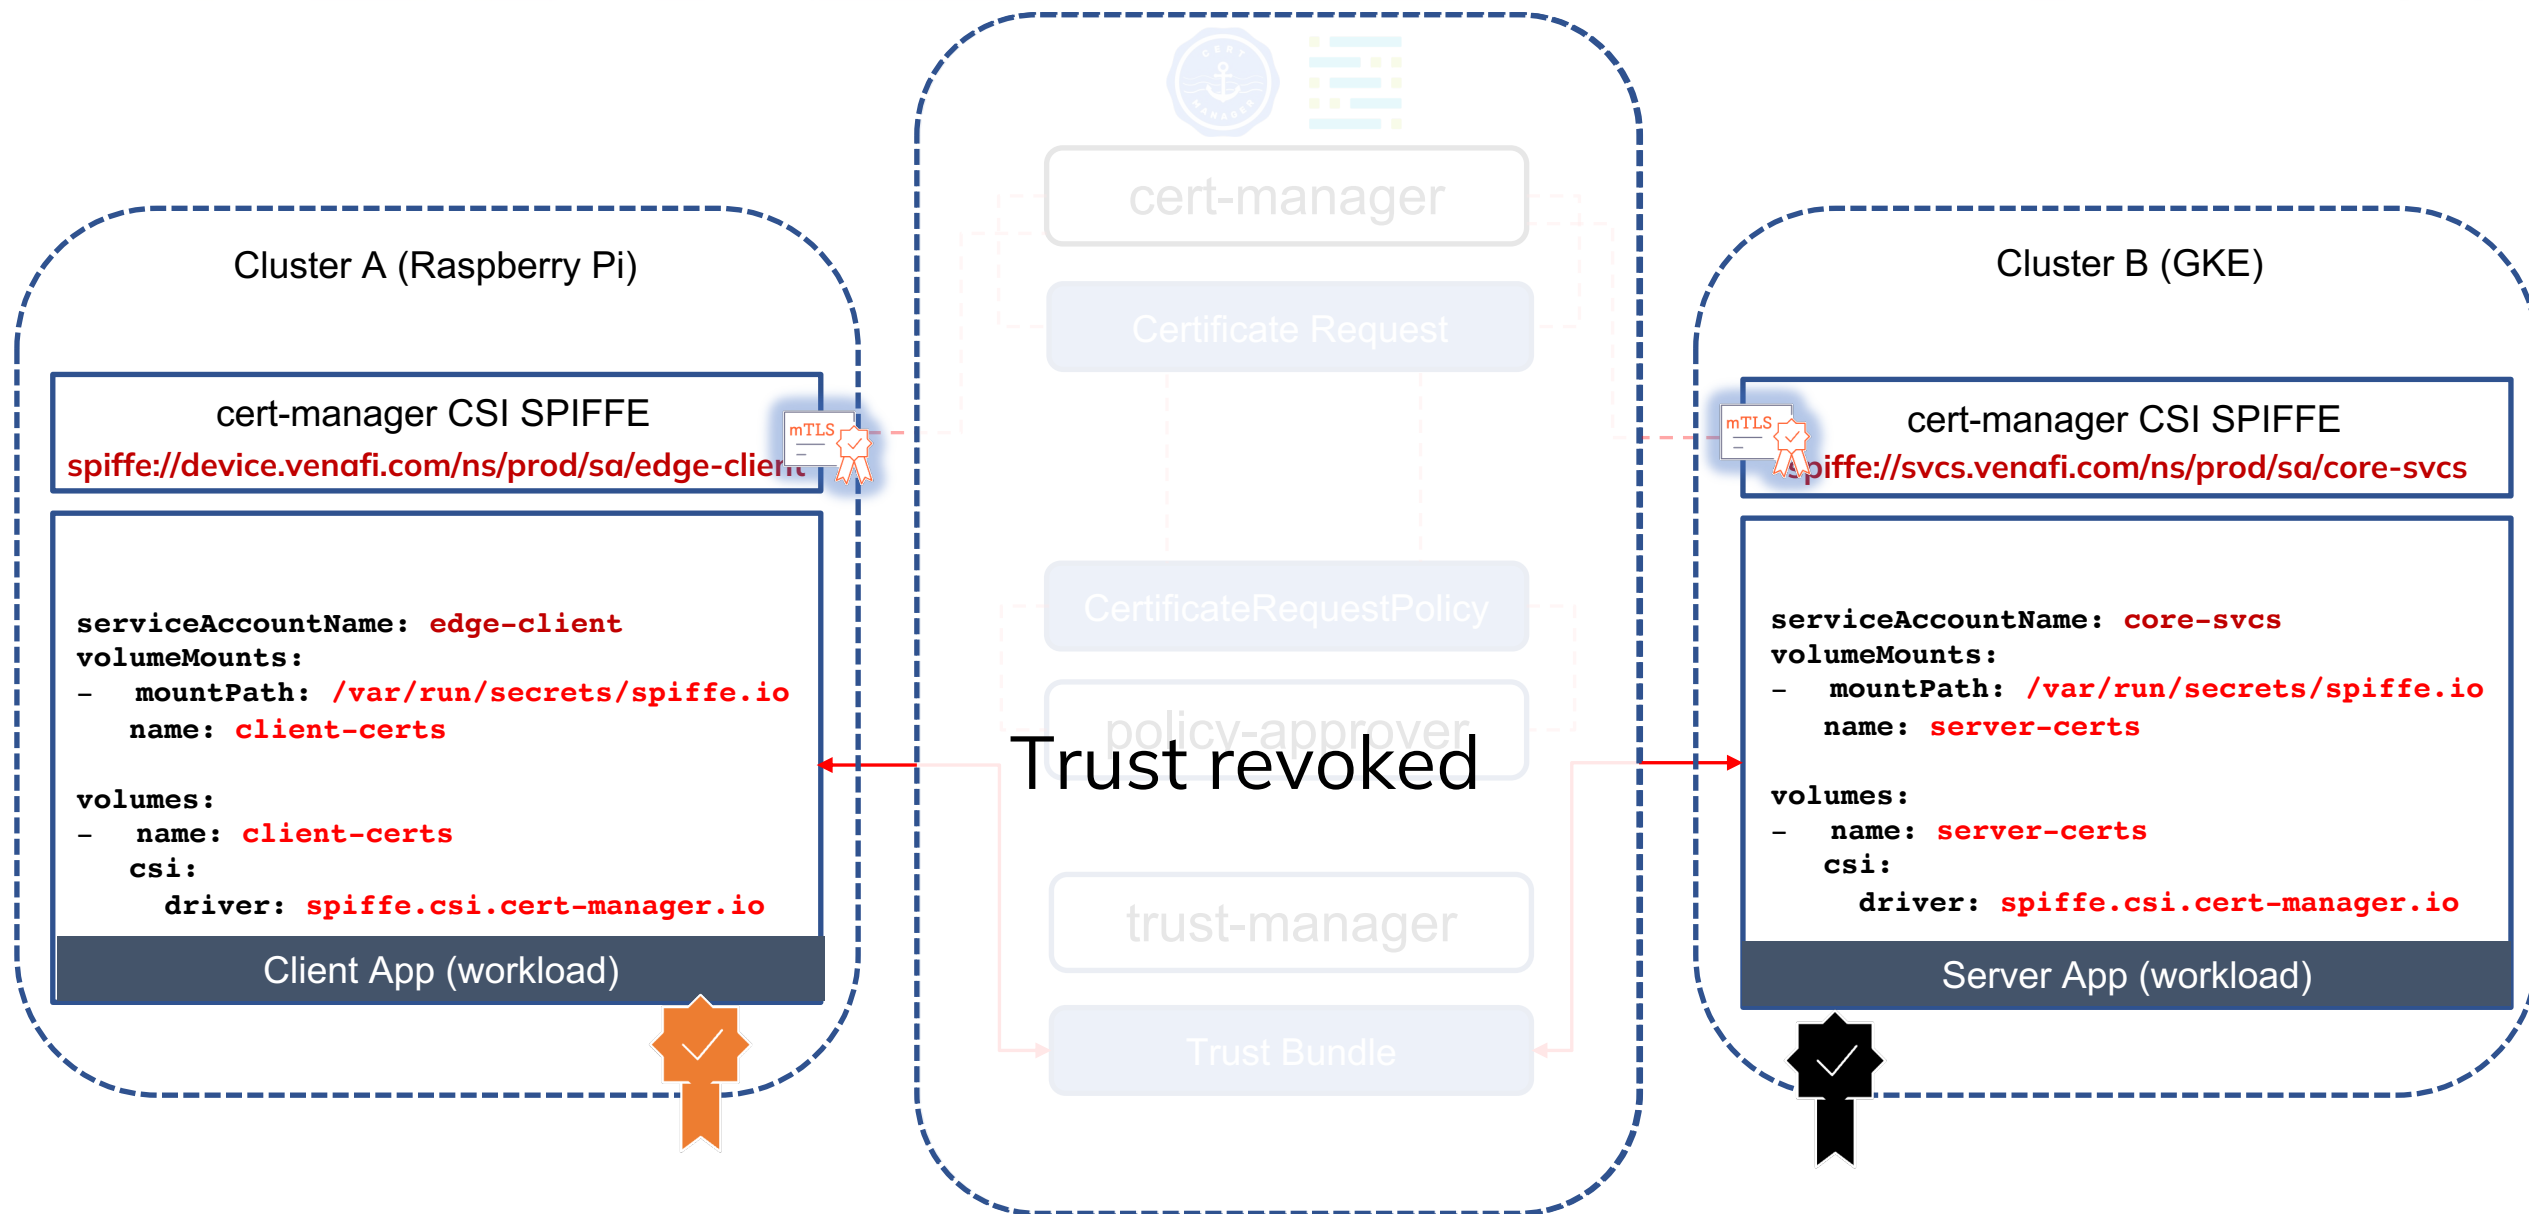 CERT
MANAGER
cert-manager
Certificate Request
CertificateRequestPolicy
policy-approver
Trust revoked
trust-manager
Trust Bundle
Cluster A (Raspberry Pi)
cert-manager CSI SPIFFE
spiffe://device.venafi.com/ns/prod/sa/edge-client
mTLS
serviceAccountName: edge-client
volumeMounts:
- mountPath: /var/run/secrets/spiffe.io
name: client-certs
volumes:
- name: client-certs
csi:
driver: spiffe.csi.cert-manager.io
Client App (workload)
Cluster B (GKE)
cert-manager CSI SPIFFE
mTLS
spiffe://svcs.venafi.com/ns/prod/sa/core-svcs
serviceAccountName: core-svcs
volumeMounts:
- mountPath: /var/run/secrets/spiffe.io
name: server-certs
volumes:
- name: server-certs
csi:
driver: spiffe.csi.cert-manager.io
Server App (workload)